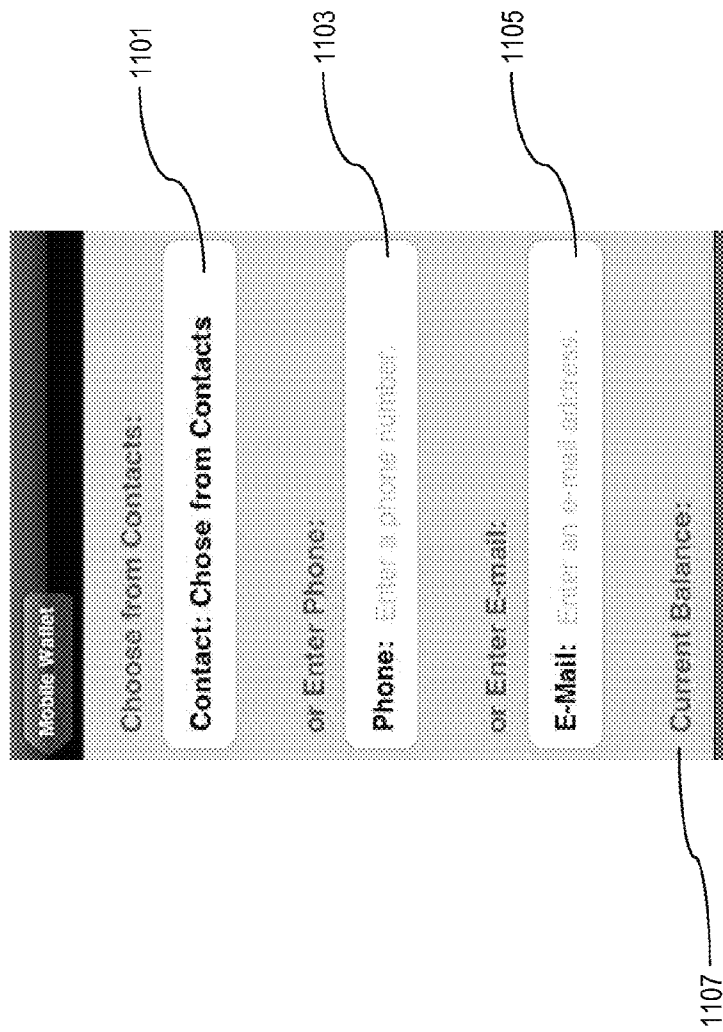 Mobile Wallet
Choose from Contacts:
Contact: Chose from Contacts
1101
or Enter Phone:
Phone: Enter a phone number.
1103
or Enter E-mail:
E-Mail: Enter an e-mail address.
1105
Current Balance:
1107